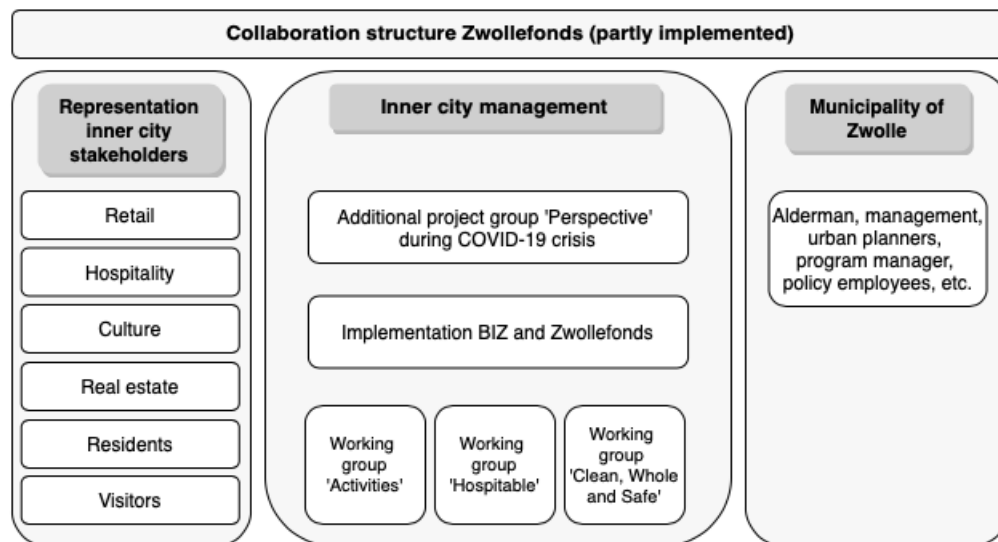 Collaboration structure Zwollefonds (partly implemented)
Representation
inner city
stakeholders
Retail
Hospitality
Culture
Real estate
Residents
Visitors
Inner city management
Additional project group 'Perspective'
during COVID-19 crisis
Implementation BIZ and Zwollefonds
Working
group
'Activities'
Working
group
'Hospitable'
Working
group
'Clean, Whole
and Safe'
Municipality of
Zwolle
Alderman, management,
urban planners,
program manager,
policy employees, etc.